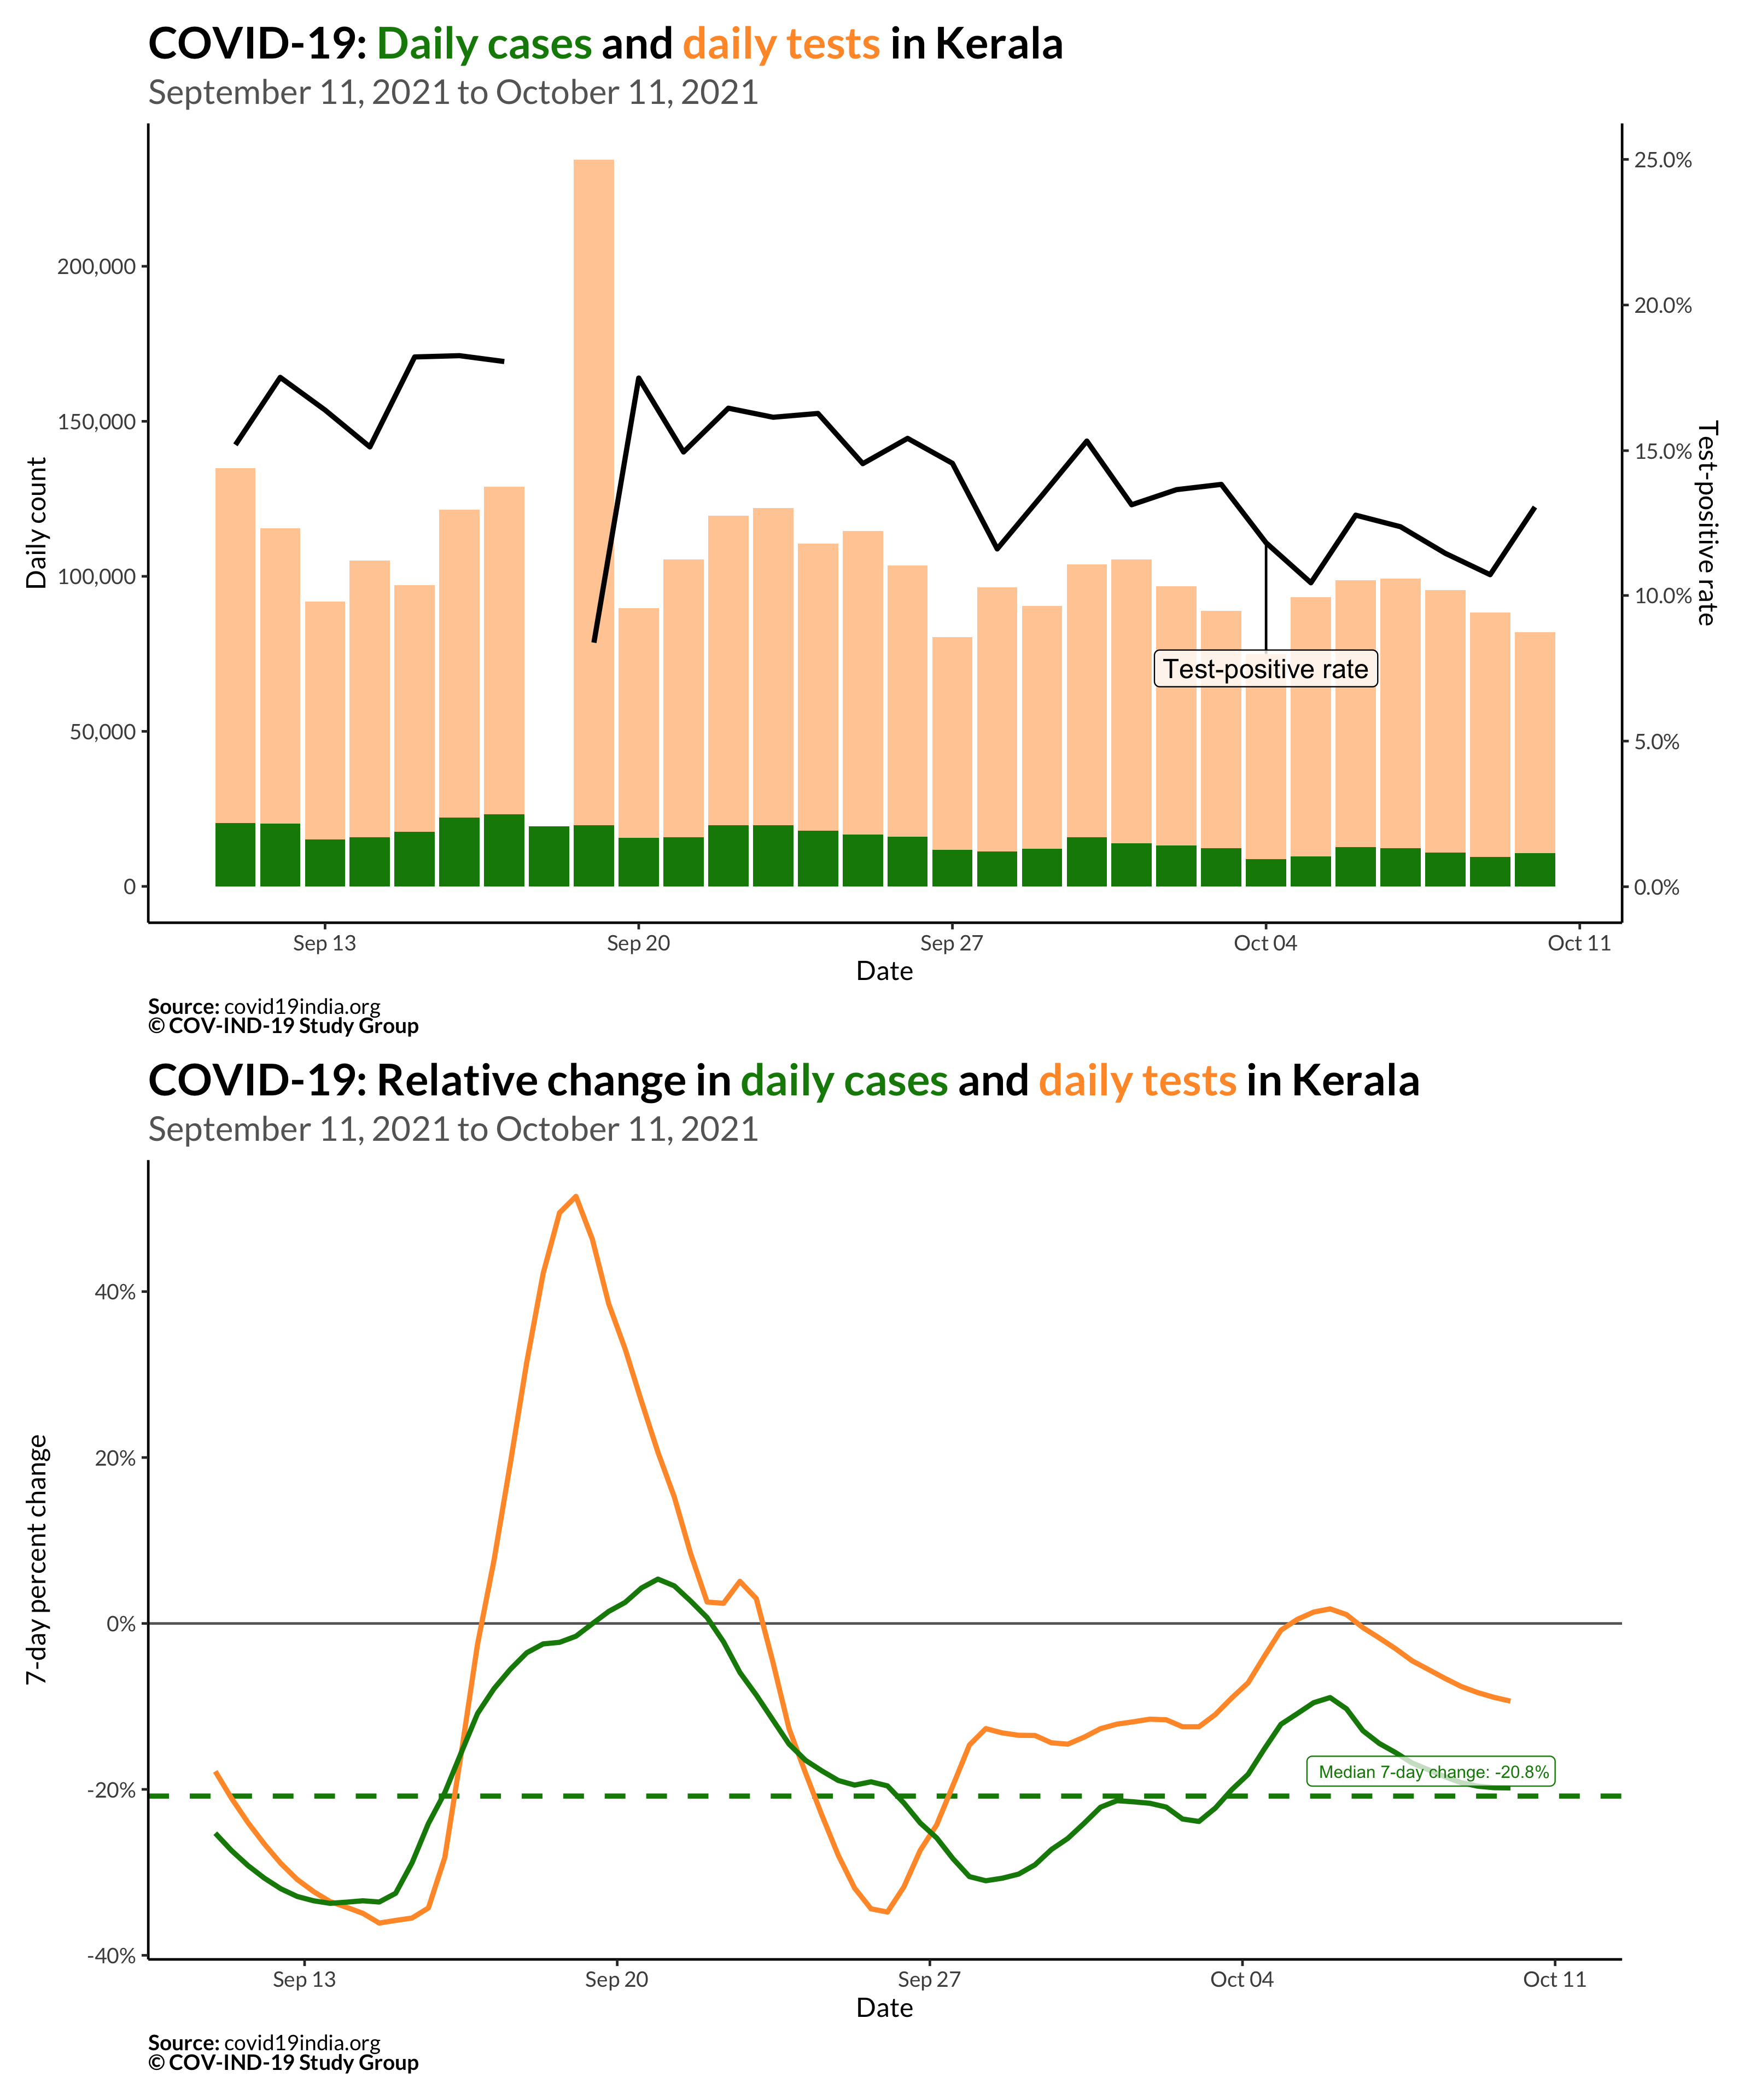 COVID-19: Daily cases and daily tests in Kerala
September 11, 2021 to October 11, 2021
25.0%
20.0%
15.0%
10.0%
5.0%
0.0%
Test-positive rate
200,000
150,000
100,000
50,000
0
Daily count
Test-positive rate
Sep 13
Sep 20
Sep 27
Oct 04
Oct 11
Date
Source: covid19india.org
© COV-IND-19 Study Group
COVID-19: Relative change in daily cases and daily tests in Kerala
September 11, 2021 to October 11, 2021
40%
20%
0%
-20%
-40%
7-day percent change
Median 7-day change: -20.8%
Sep 13
Sep 20
Sep 27
Oct 04
Oct 11
Date
Source: covid19india.org
© COV-IND-19 Study Group